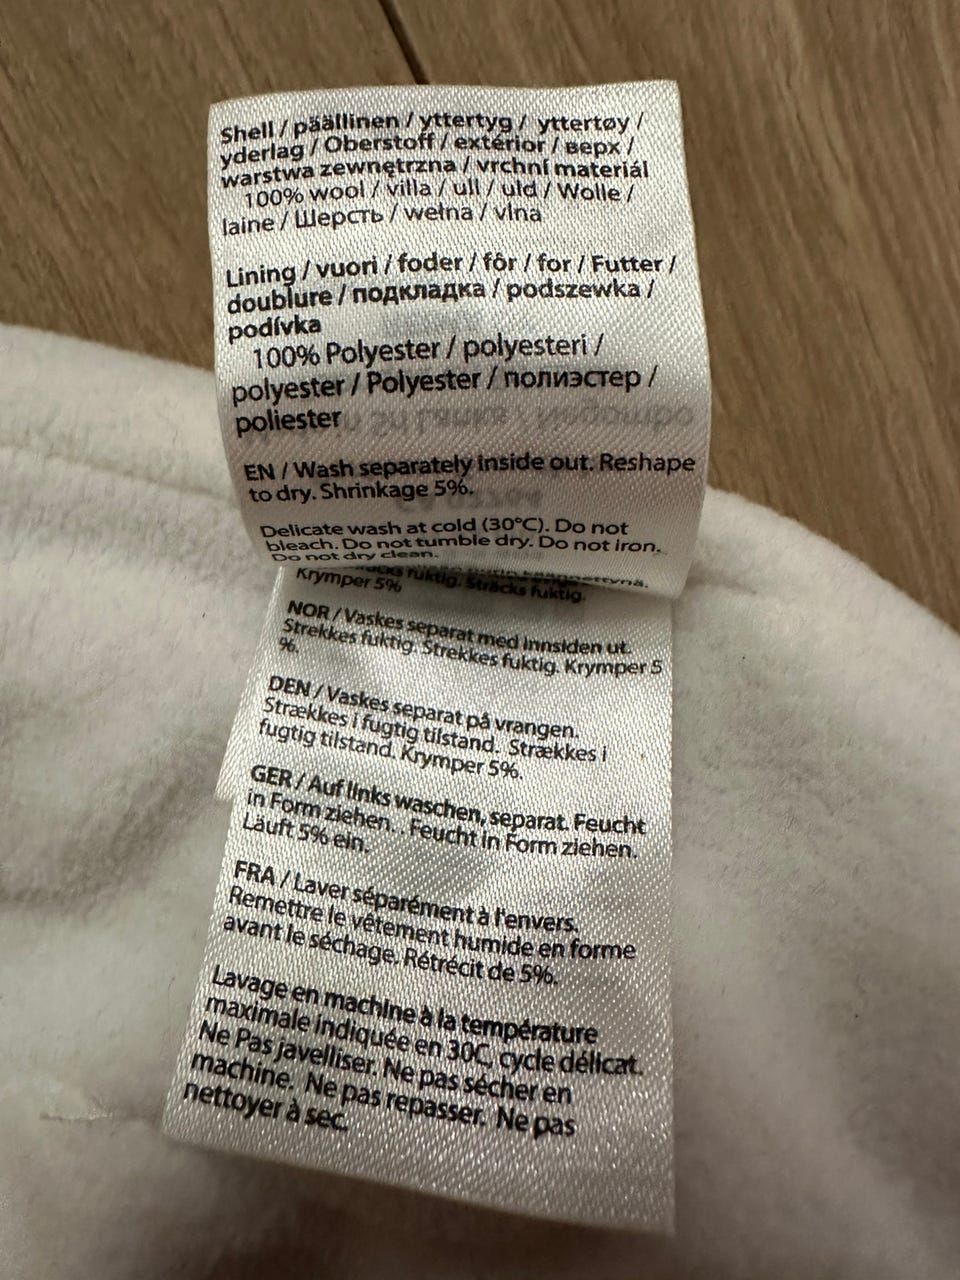 Shell / päällinen / yttertyg / yttertøy /
yderlag / Oberstoff / extérior / верх /
warstwa zewnętrzna / vrchní materiál
100% wool / villa / ull / uld / Wolle /
laine / Шерсть / wełna / vlna
Lining / vuori / foder / fôr / for / Futter /
doublure / подкладка / podszewka /
podívka
100% Polyester / polyesteri /
polyester / Polyester / полиэстер /
poliester
EN / Wash separately inside out. Reshape
to dry. Shrinkage 5%.
Delicate wash at cold (30°C). Do not
bleach. Do not tumble dry. Do not iron.
Do not dry clean.
fuktig. Sträcks fuktig.
Krymper 5%
NOR / Vaskes separat med innsiden ut.
Strekkes fuktig. Strekkes fuktig. Krymper 5
%.
DEN / Vaskes separat på vrangen.
Strækkes i fugtig tilstand. Strækkes i
fugtig tilstand. Krymper 5%.
GER / Auf links waschen, separat. Feucht
in Form ziehen. . Feucht in Form ziehen.
Läuft 5% ein.
FRA / Laver séparément à l'envers.
Remettre le vêtement humide en forme
avant le séchage. Rétrécit de 5%.
Lavage en machine à la température
maximale indiquée en 30C, cycle délicat.
Ne Pas javelliser. Ne pas sécher en
machine. Ne pas repasser. Ne pas
nettoyer à sec.